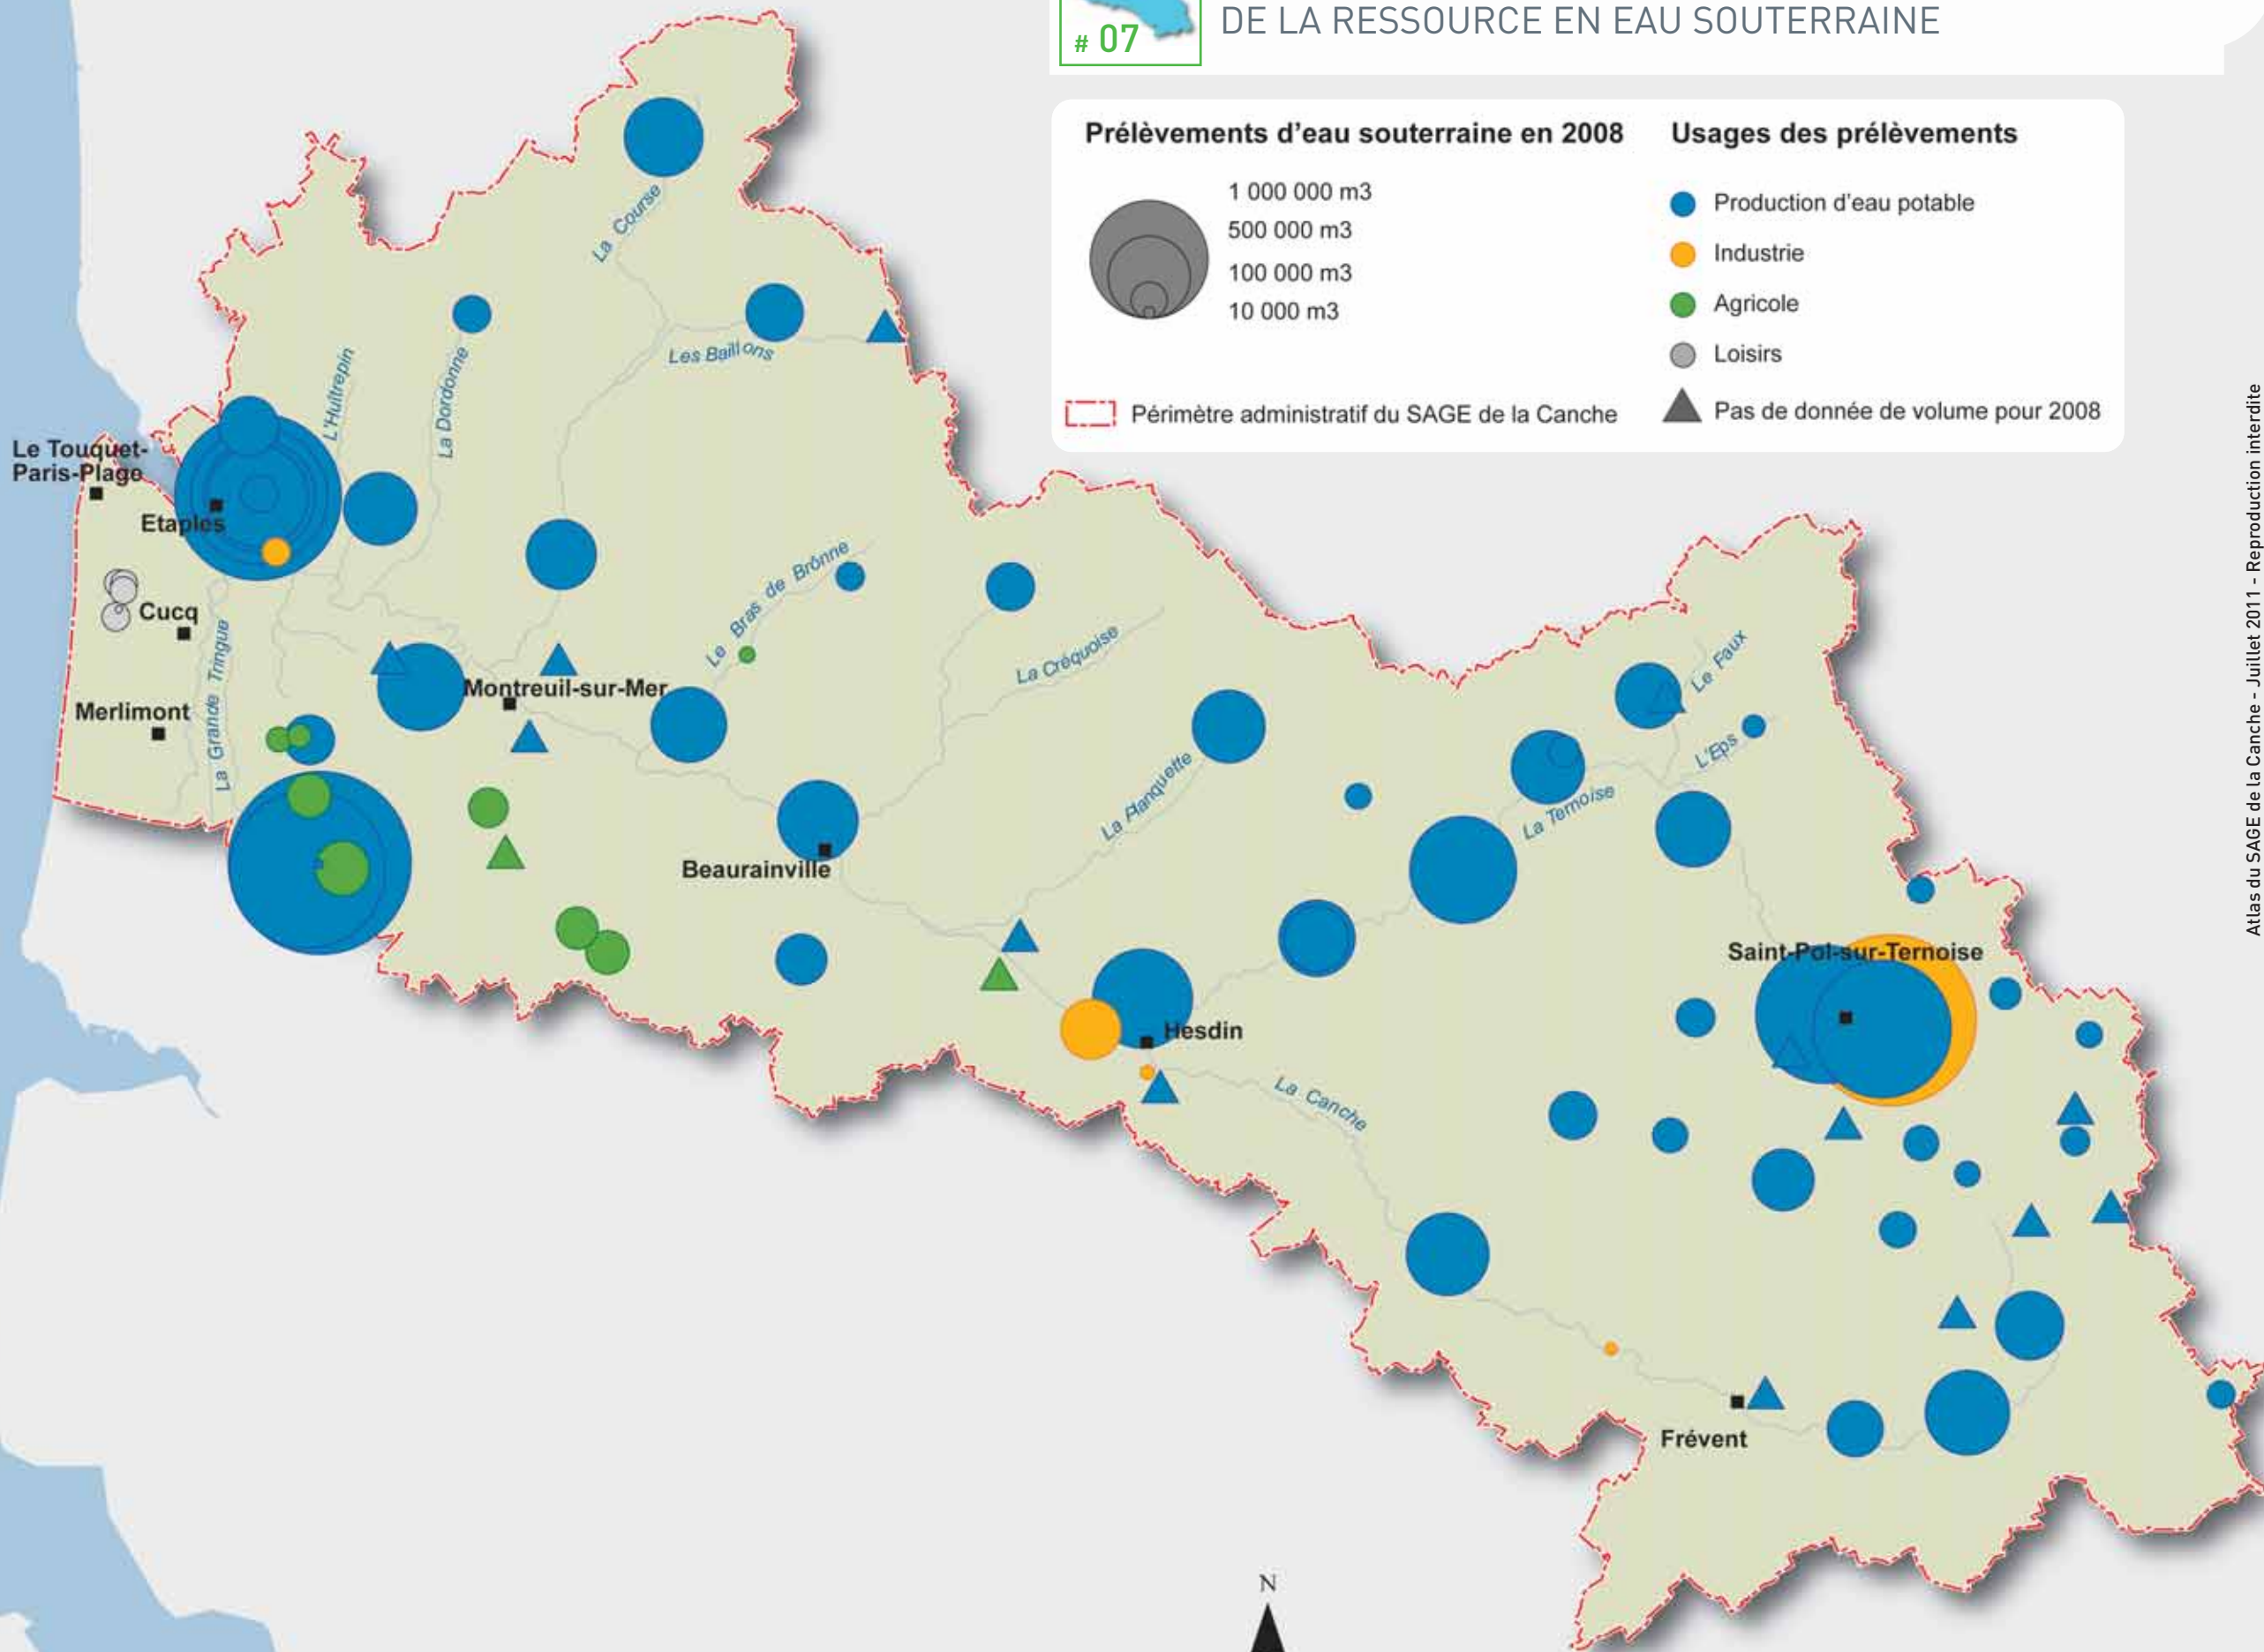 # 07
DE LA RESSOURCE EN EAU SOUTERRAINE
Prélèvements d'eau souterraine en 2008
1 000 000 m3
500 000 m3
100 000 m3
10 000 m3
Périmètre administratif du SAGE de la Canche
Usages des prélèvements
Production d'eau potable
Industrie
Agricole
Loisirs
Pas de donnée de volume pour 2008
La Course
Les Baillons
La Dordonne
L'Huîtrepin
Le Touquet-
Paris-Plage
Etaples
Cucq
Merlimont
La Grande Tringue
Montreuil-sur-Mer
Le Bras de Brônne
La Créquoise
La Planquette
Beaurainville
Le Faux
L'Eps
La Ternoise
Saint-Pol-sur-Ternoise
Hesdin
La Canche
Frévent
N
Atlas du SAGE de la Canche - Juillet 2011 - Reproduction interdite